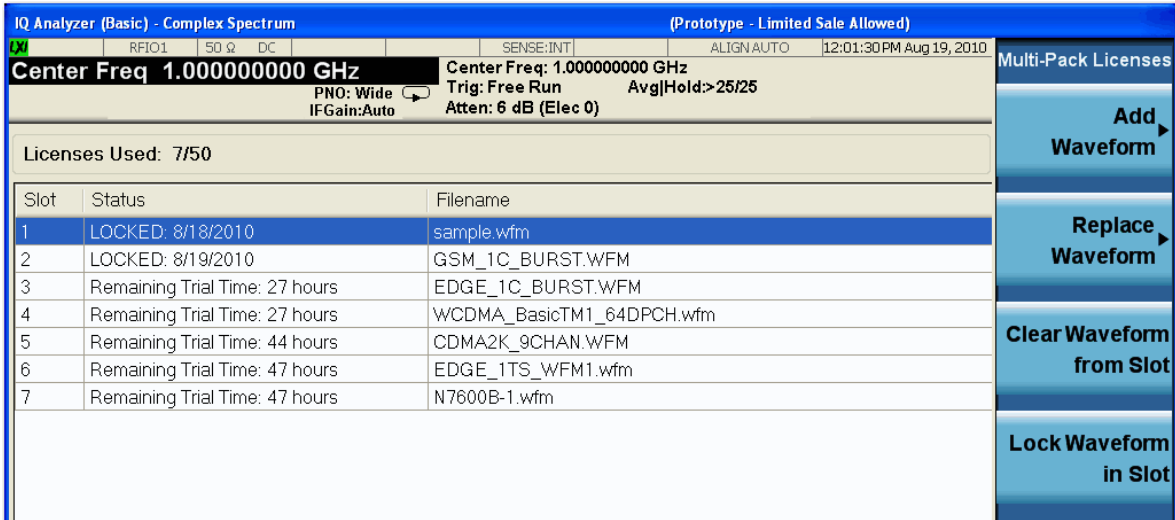 IQ Analyzer (Basic) - Complex Spectrum (Prototype - Limited Sale Allowed)
LXI RFIO1 50 Ω DC SENSE:INT ALIGN AUTO 12:01:30 PM Aug 19, 2010
Center Freq 1.000000000 GHz
PNO: Wide
IFGain:Auto
Center Freq: 1.000000000 GHz
Trig: Free Run Avg|Hold:>25/25
Atten: 6 dB (Elec 0)
Licenses Used: 7/50
Slot Status Filename
1 LOCKED: 8/18/2010 sample.wfm
2 LOCKED: 8/19/2010 GSM_1C_BURST.WFM
3 Remaining Trial Time: 27 hours EDGE_1C_BURST.WFM
4 Remaining Trial Time: 27 hours WCDMA_BasicTM1_64DPCH.wfm
5 Remaining Trial Time: 44 hours CDMA2K_9CHAN.WFM
6 Remaining Trial Time: 47 hours EDGE_1TS_WFM1.wfm
7 Remaining Trial Time: 47 hours N7600B-1.wfm
Multi-Pack Licenses
Add
Waveform
Replace
Waveform
Clear Waveform
from Slot
Lock Waveform
in Slot